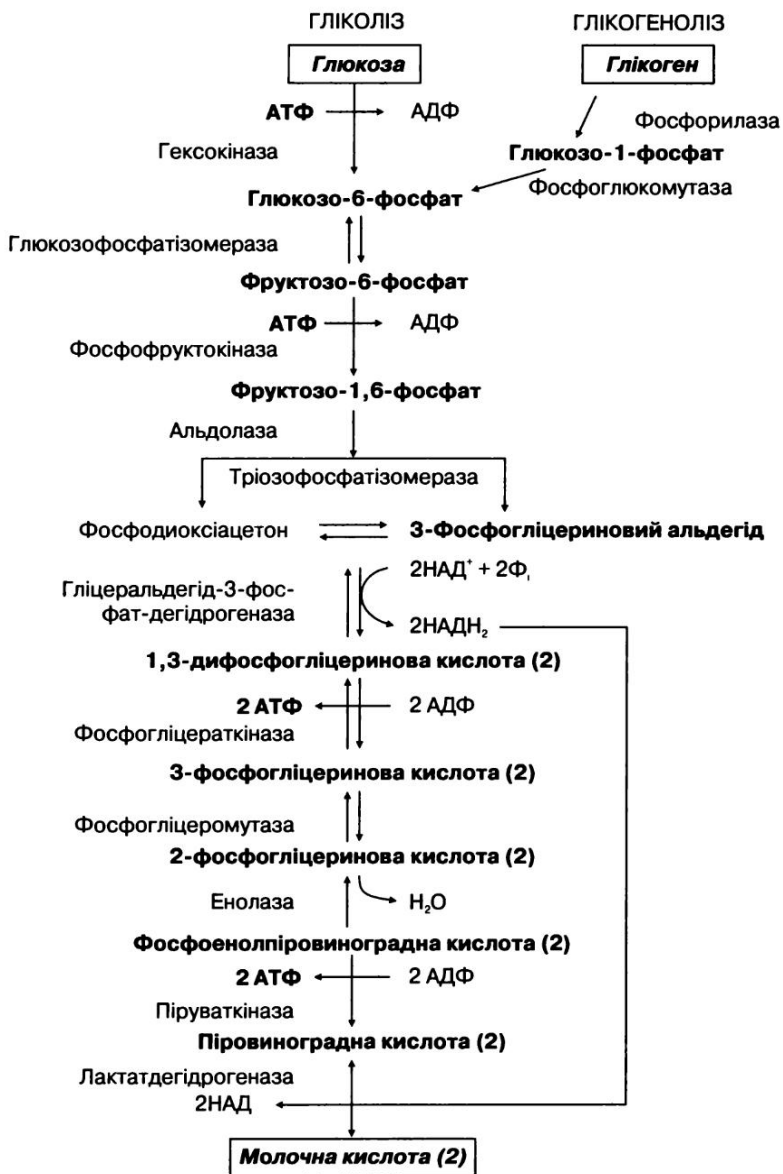 ГЛІКОЛІЗ
ГЛІКОГЕНОЛІЗ
Глюкоза
Глікоген
АТФ
АДФ
Фосфорилаза
Гексокіназа
Глюкозо-1-фосфат
Глюкозо-6-фосфат
Фосфоглюкомутаза
Глюкозофосфатізомераза
Фруктозо-6-фосфат
АТФ
АДФ
Фосфофруктокіназа
Фруктозо-1,6-фосфат
Альдолаза
Тріозофосфатізомераза
Фосфодиоксіацетон
3-Фосфогліцериновий альдегід
2НАД⁺ + 2Фᵢ
Гліцеральдегід-3-фос-
фат-дегідрогеназа
2НАДН₂
1,3-дифосфогліцеринова кислота (2)
2 АТФ
2 АДФ
Фосфогліцераткіназа
3-фосфогліцеринова кислота (2)
Фосфогліцеромутаза
2-фосфогліцеринова кислота (2)
Енолаза
H₂O
Фосфоенолпіровиноградна кислота (2)
2 АТФ
2 АДФ
Піруваткіназа
Піровиноградна кислота (2)
Лактатдегідрогеназа
2НАД
Молочна кислота (2)